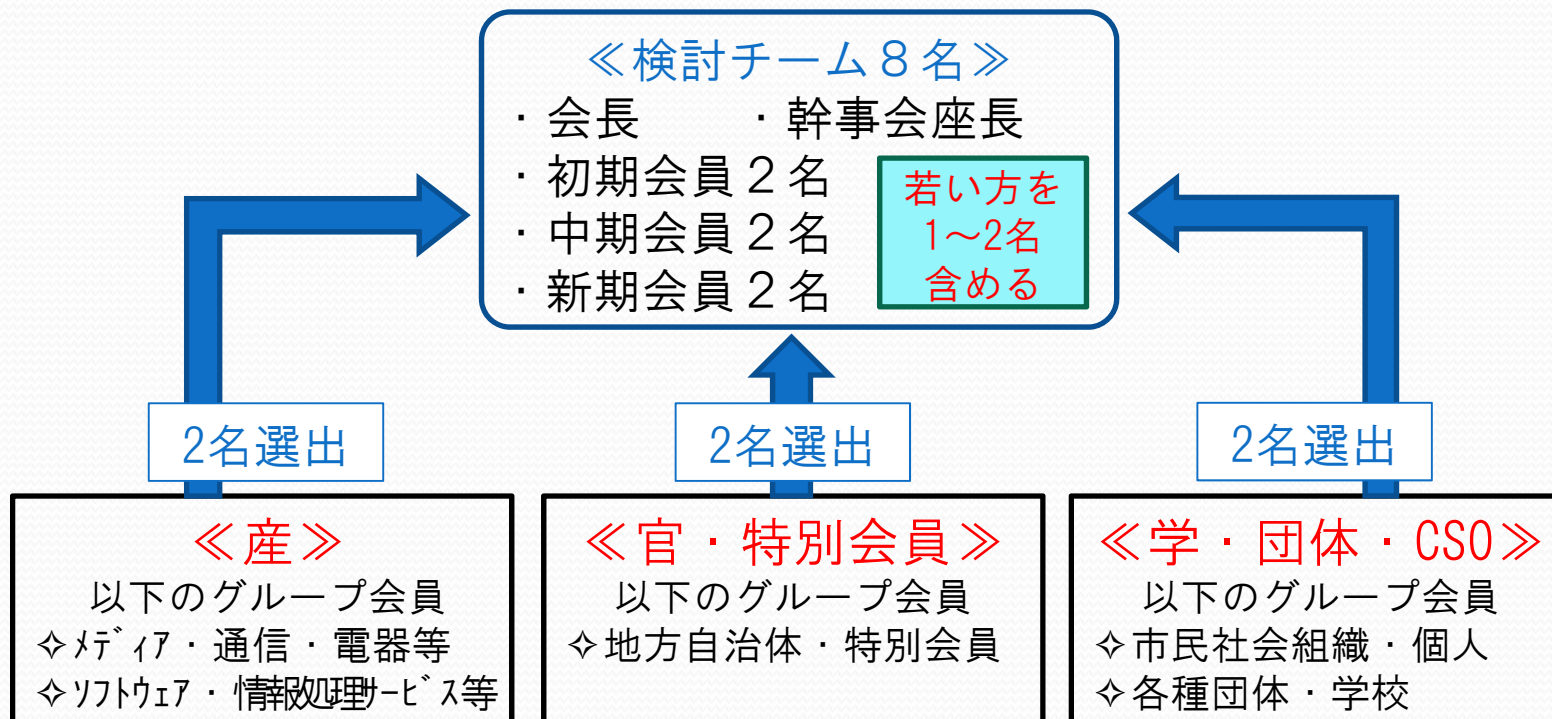 ≪検討チーム８名≫
・会長　　・幹事会座長
・初期会員２名
・中期会員２名
・新期会員２名
若い方を
1～2名
含める
2名選出
2名選出
2名選出
≪産≫
以下のグループ会員
✧ﾒﾃﾞｨｱ・通信・電器等
✧ｿﾌﾄｳｪｱ・情報処理ｻｰﾋﾞｽ等
≪官・特別会員≫
以下のグループ会員
✧地方自治体・特別会員
≪学・団体・CSO≫
以下のグループ会員
✧市民社会組織・個人
✧各種団体・学校